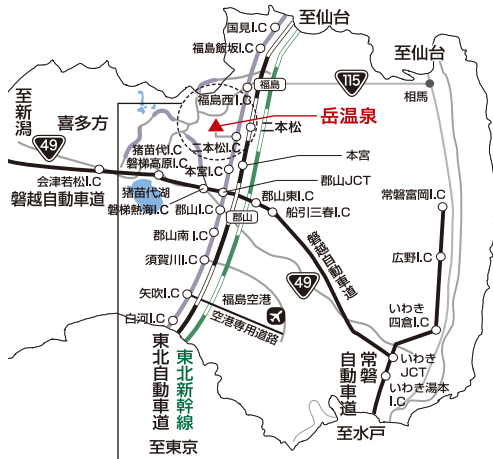 至仙台
国見I.C
福島飯坂I.C
至仙台
福島
115
福島西I.C
相馬
至新潟
喜多方
岳温泉
49
二本松
猪苗代I.C
磐梯高原I.C
二本松I.C
本宮
本宮I.C
会津若松I.C
猪苗代湖
郡山JCT
磐越自動車道
磐梯熱海I.C
郡山I.C
郡山東I.C
常磐富岡I.C
郡山
船引三春I.C
郡山南I.C
磐越自動車道
広野I.C
須賀川I.C
49
矢吹I.C
福島空港
いわき
四倉I.C
空港専用道路
白河I.C
いわき
JCT
東北自動車道
東北新幹線
常磐
自動車道
いわき湯本
I.C
至水戸
至東京